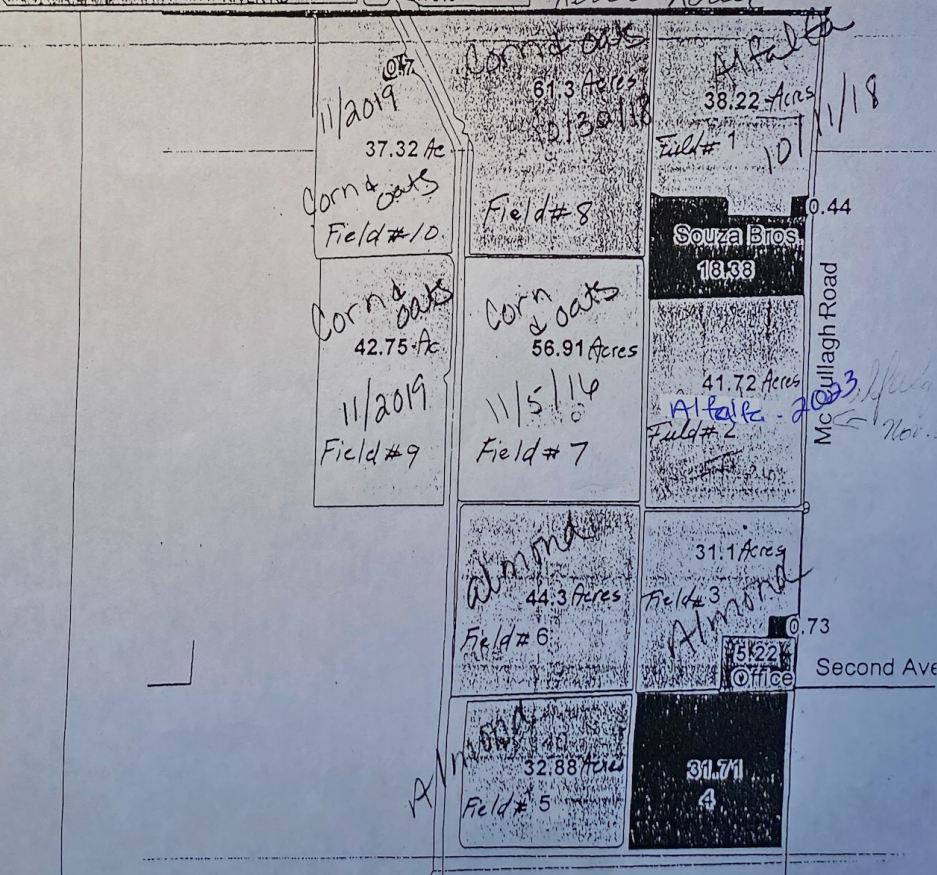 Corn & oats
61.3 Acres
10/30/18
Field #8
Alfalfa
38.22 Acres
Field # 1
10/1/18
11/2019
37.32 Ac
Corn & oats
Field #10
0.44
Souza Bros.
18.38
Corn & oats
42.75 Ac
11/2019
Field #9
Corn
& oats
56.91 Acres
11/5/16
Field # 7
41.72 Acres
Alfalfa - 2023
Field # 2
McCullagh Road
Nov.
almond
44.3 Acres
Field # 6
31.1 Acres
Field # 3
Almond
0.73
5.22
Office
Second Ave
Almond
32.88 Acres
Field # 5
31.71
4